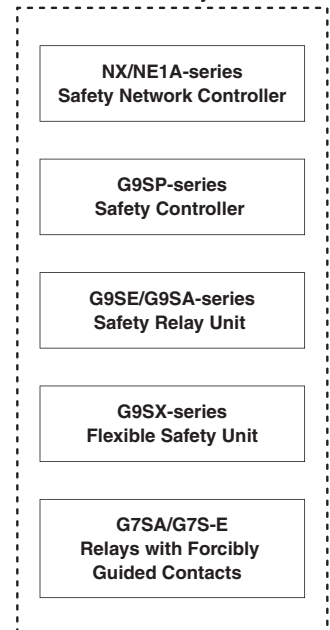 NX/NE1A-series
Safety Network Controller
G9SP-series
Safety Controller
G9SE/G9SA-series
Safety Relay Unit
G9SX-series
Flexible Safety Unit
G7SA/G7S-E
Relays with Forcibly
Guided Contacts